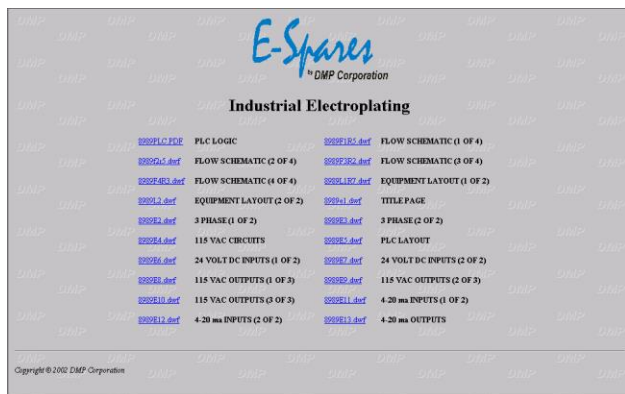 E-Spares
by DMP Corporation
Industrial Electroplating
8989PLC.PDF PLC LOGIC 8989F1R5.dwf FLOW SCHEMATIC (1 OF 4)
8989f2r5.dwf FLOW SCHEMATIC (2 OF 4) 8989F3R2.dwf FLOW SCHEMATIC (3 OF 4)
8989F4R3.dwf FLOW SCHEMATIC (4 OF 4) 8989L1R7.dwf EQUIPMENT LAYOUT (1 OF 2)
8989L2.dwf EQUIPMENT LAYOUT (2 OF 2) 8989e1.dwf TITLE PAGE
8989E2.dwf 3 PHASE (1 OF 2) 8989E3.dwf 3 PHASE (2 OF 2)
8989E4.dwf 115 VAC CIRCUITS 8989E5.dwf PLC LAYOUT
8989E6.dwf 24 VOLT DC INPUTS (1 OF 2) 8989E7.dwf 24 VOLT DC INPUTS (2 OF 2)
8989E8.dwf 115 VAC OUTPUTS (1 OF 3) 8989E9.dwf 115 VAC OUTPUTS (2 OF 3)
8989E10.dwf 115 VAC OUTPUTS (3 OF 3) 8989E11.dwf 4-20 ma INPUTS (1 OF 2)
8989E12.dwf 4-20 ma INPUTS (2 OF 2) 8989E13.dwf 4-20 ma OUTPUTS
Copyright © 2002 DMP Corporation